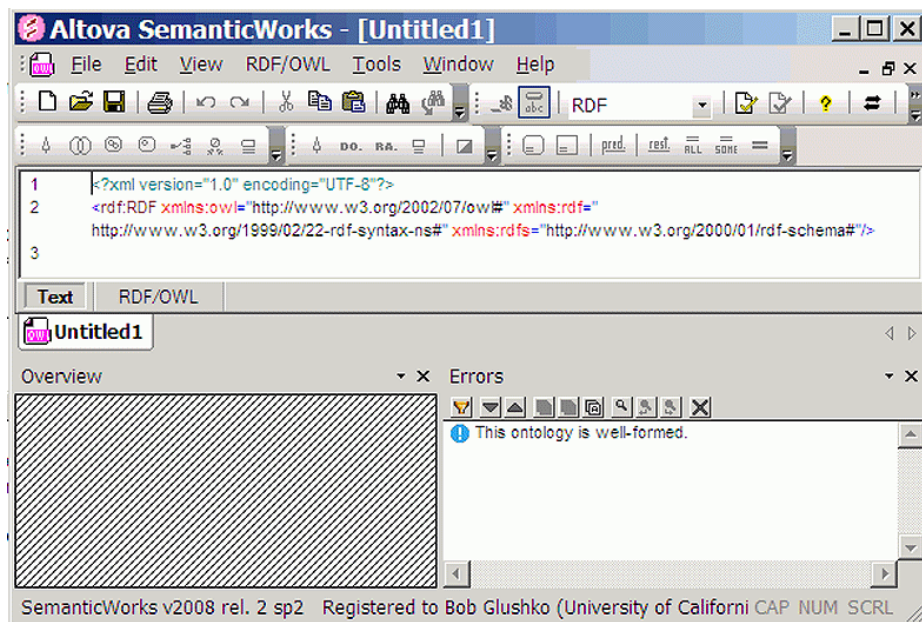 Altova SemanticWorks - [Untitled1]
File Edit View RDF/OWL Tools Window Help
abc RDF
DO. RA. pred. rest. ALL SOME
1 <?xml version="1.0" encoding="UTF-8"?>
2 <rdf:RDF xmlns:owl="http://www.w3.org/2002/07/owl#" xmlns:rdf="
http://www.w3.org/1999/02/22-rdf-syntax-ns#" xmlns:rdfs="http://www.w3.org/2000/01/rdf-schema#"/>
3
Text RDF/OWL
Untitled1
Overview Errors
This ontology is well-formed.
SemanticWorks v2008 rel. 2 sp2 Registered to Bob Glushko (University of Californi CAP NUM SCRL